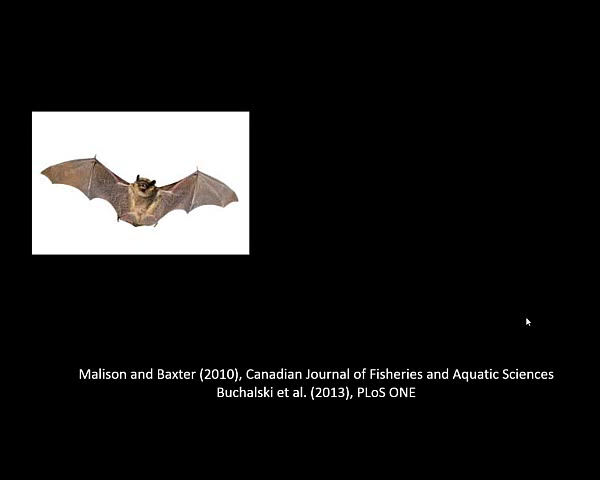 Malison and Baxter (2010), Canadian Journal of Fisheries and Aquatic Sciences
Buchalski et al. (2013), PLoS ONE